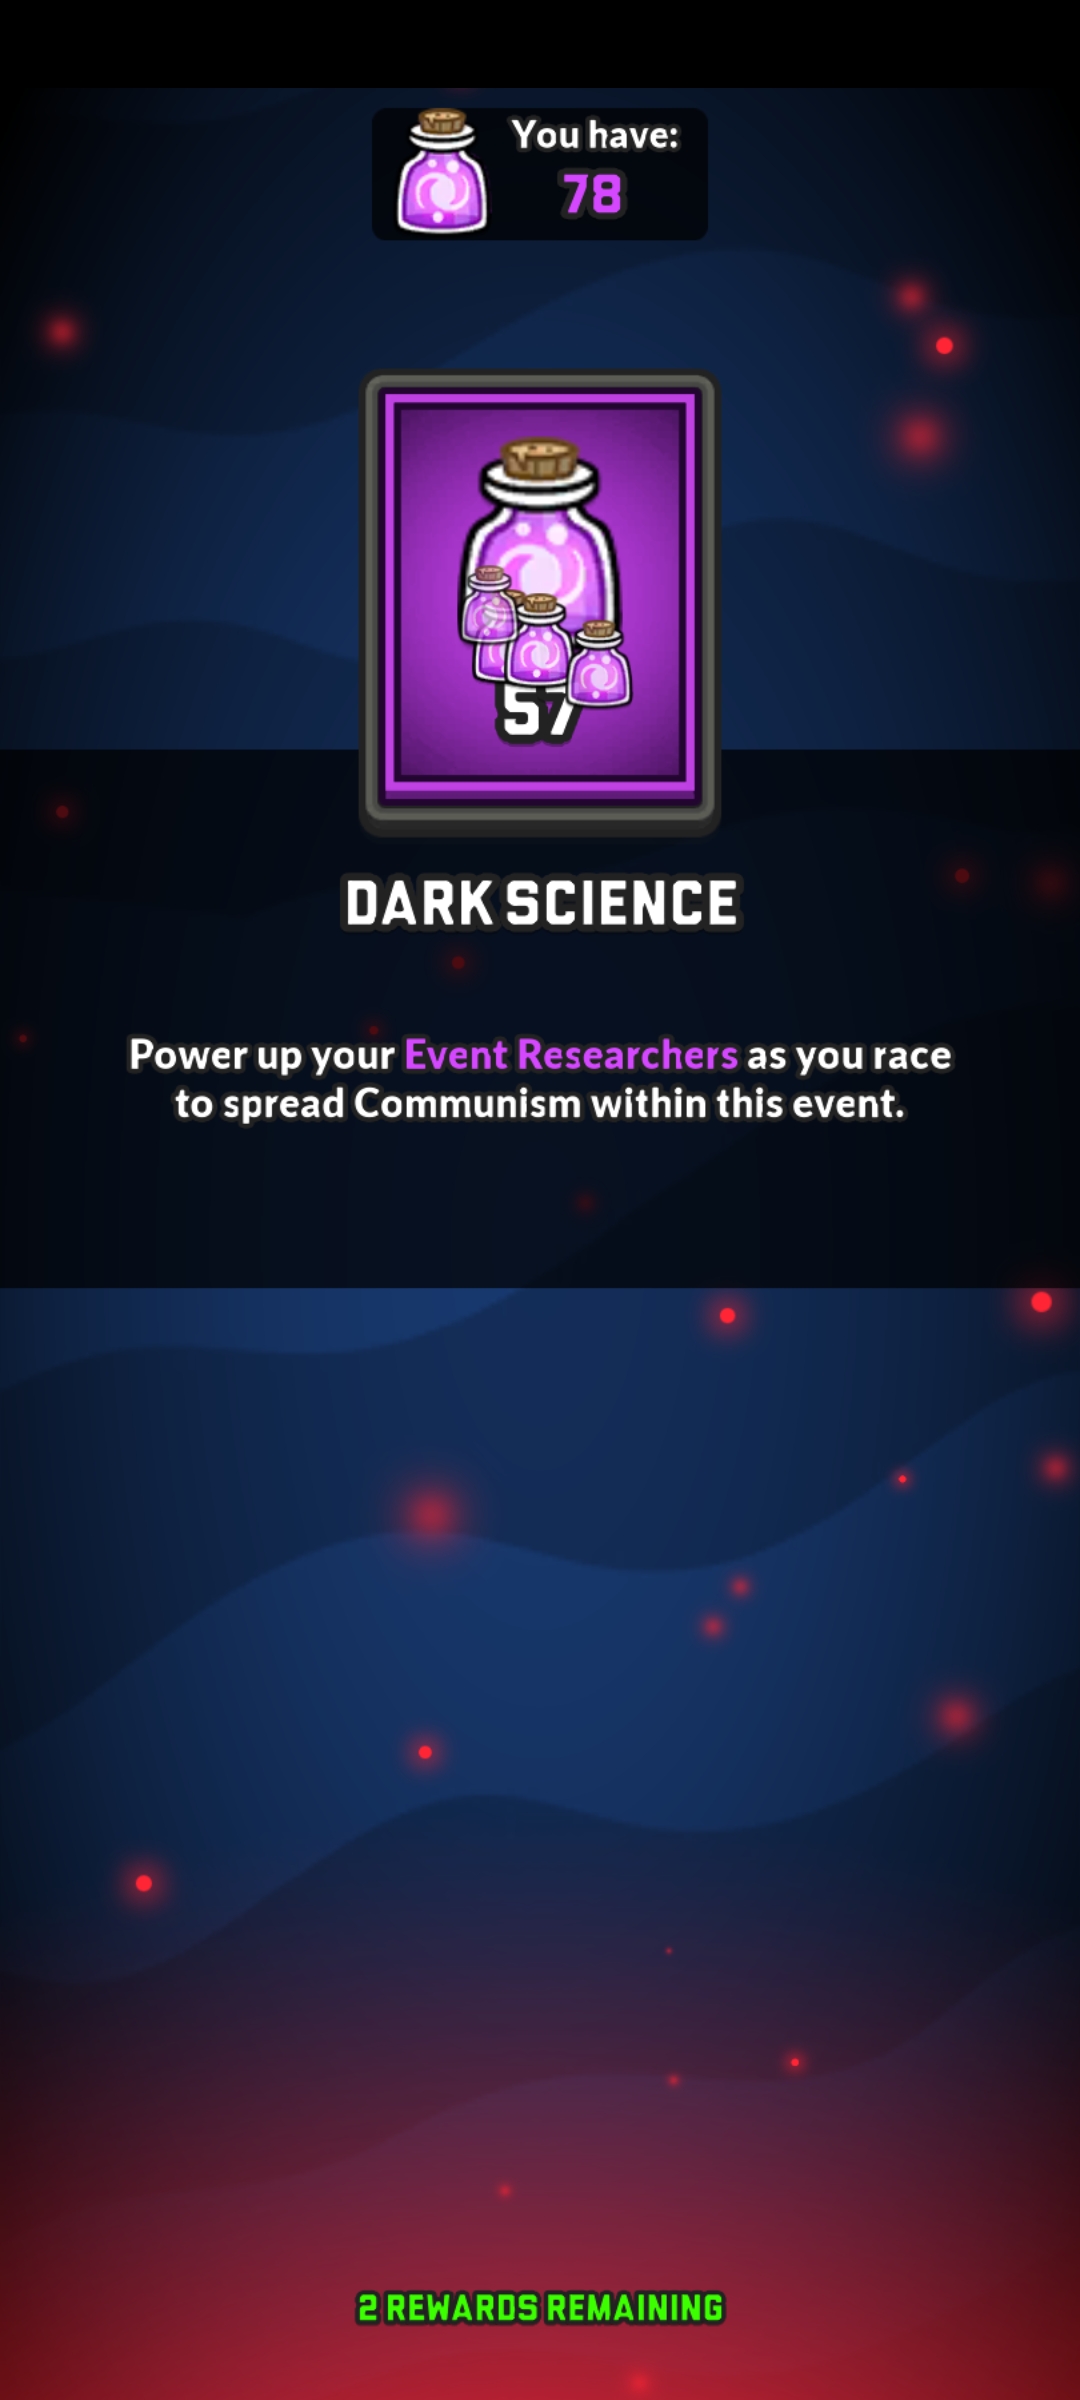 You have:
78
57
DARK SCIENCE
Power up your Event Researchers as you race
to spread Communism within this event.
2 REWARDS REMAINING